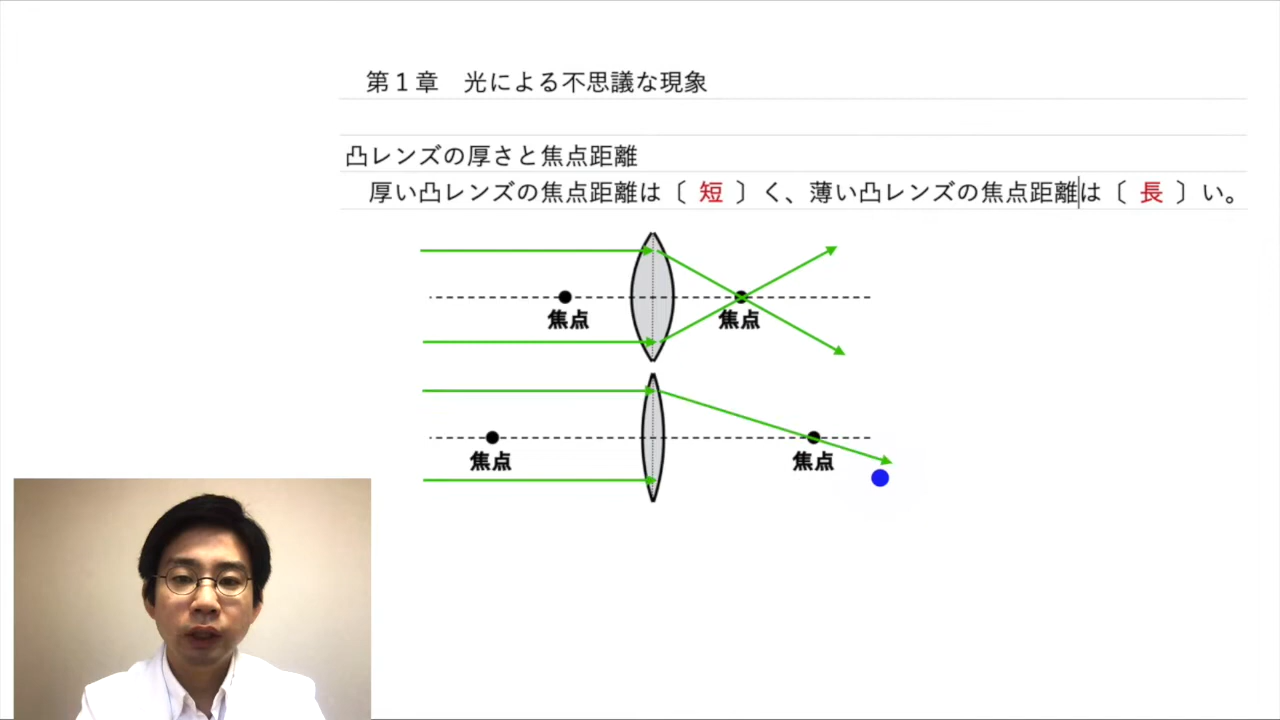 第１章　光による不思議な現象
凸レンズの厚さと焦点距離
厚い凸レンズの焦点距離は〔 短 〕く、薄い凸レンズの焦点距離は〔 長 〕い。
焦点 焦点
焦点 焦点